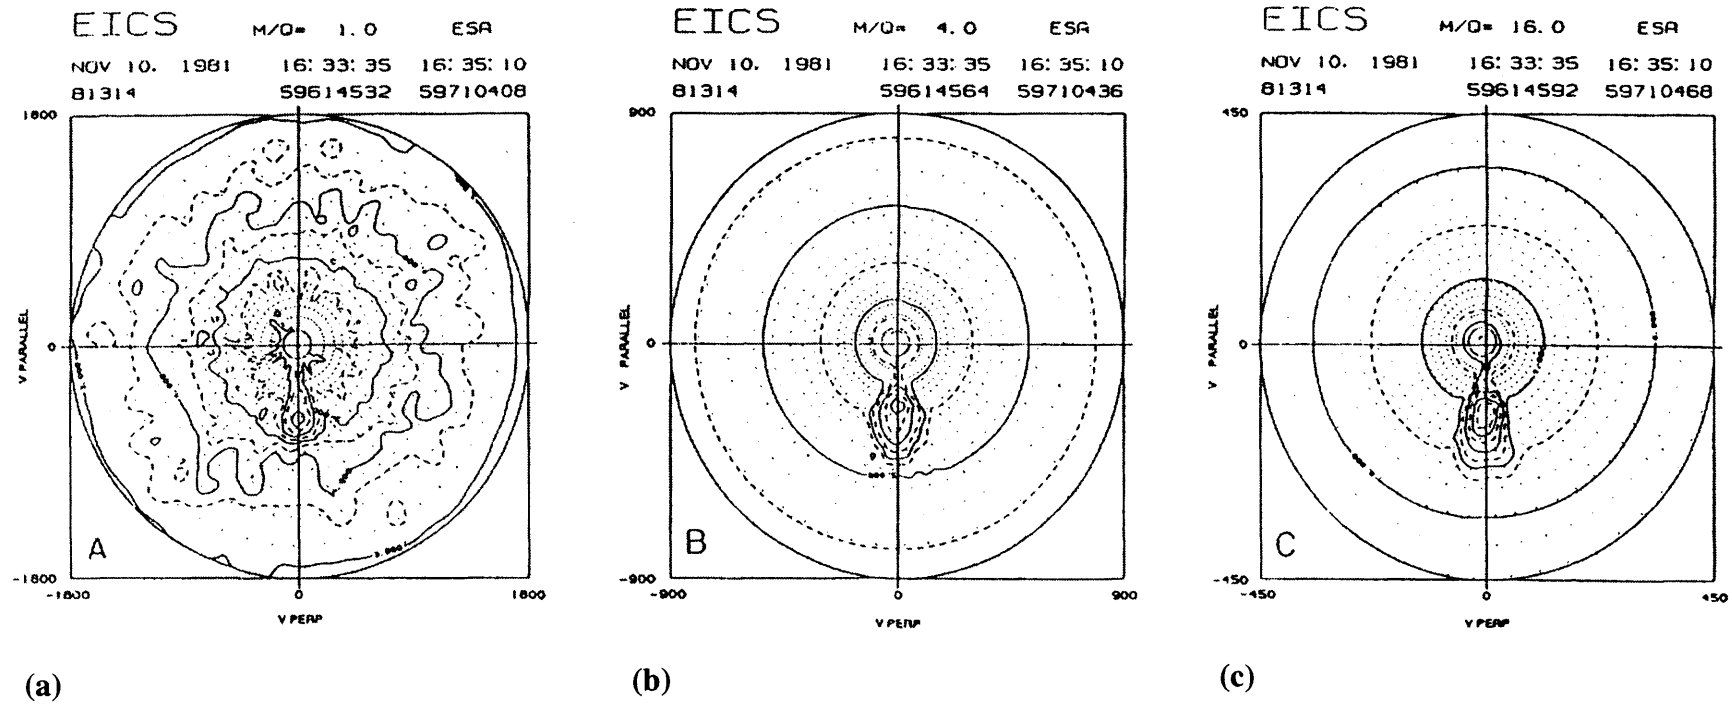 EICS M/Q= 1.0 ESA
NOV 10, 1981 16:33:35 16:35:10
81314 59614532 59710408
1800
V PARALLEL
0
A
-1800
-1800 0 1800
V PERP
(a)
EICS M/Q= 4.0 ESA
NOV 10, 1981 16:33:35 16:35:10
81314 59614564 59710436
900
V PARALLEL
0
B
-900
-900 0 900
V PERP
(b)
EICS M/Q= 16.0 ESA
NOV 10, 1981 16:33:35 16:35:10
81314 59614592 59710468
450
V PARALLEL
0
C
-450
-450 0 450
V PERP
(c)